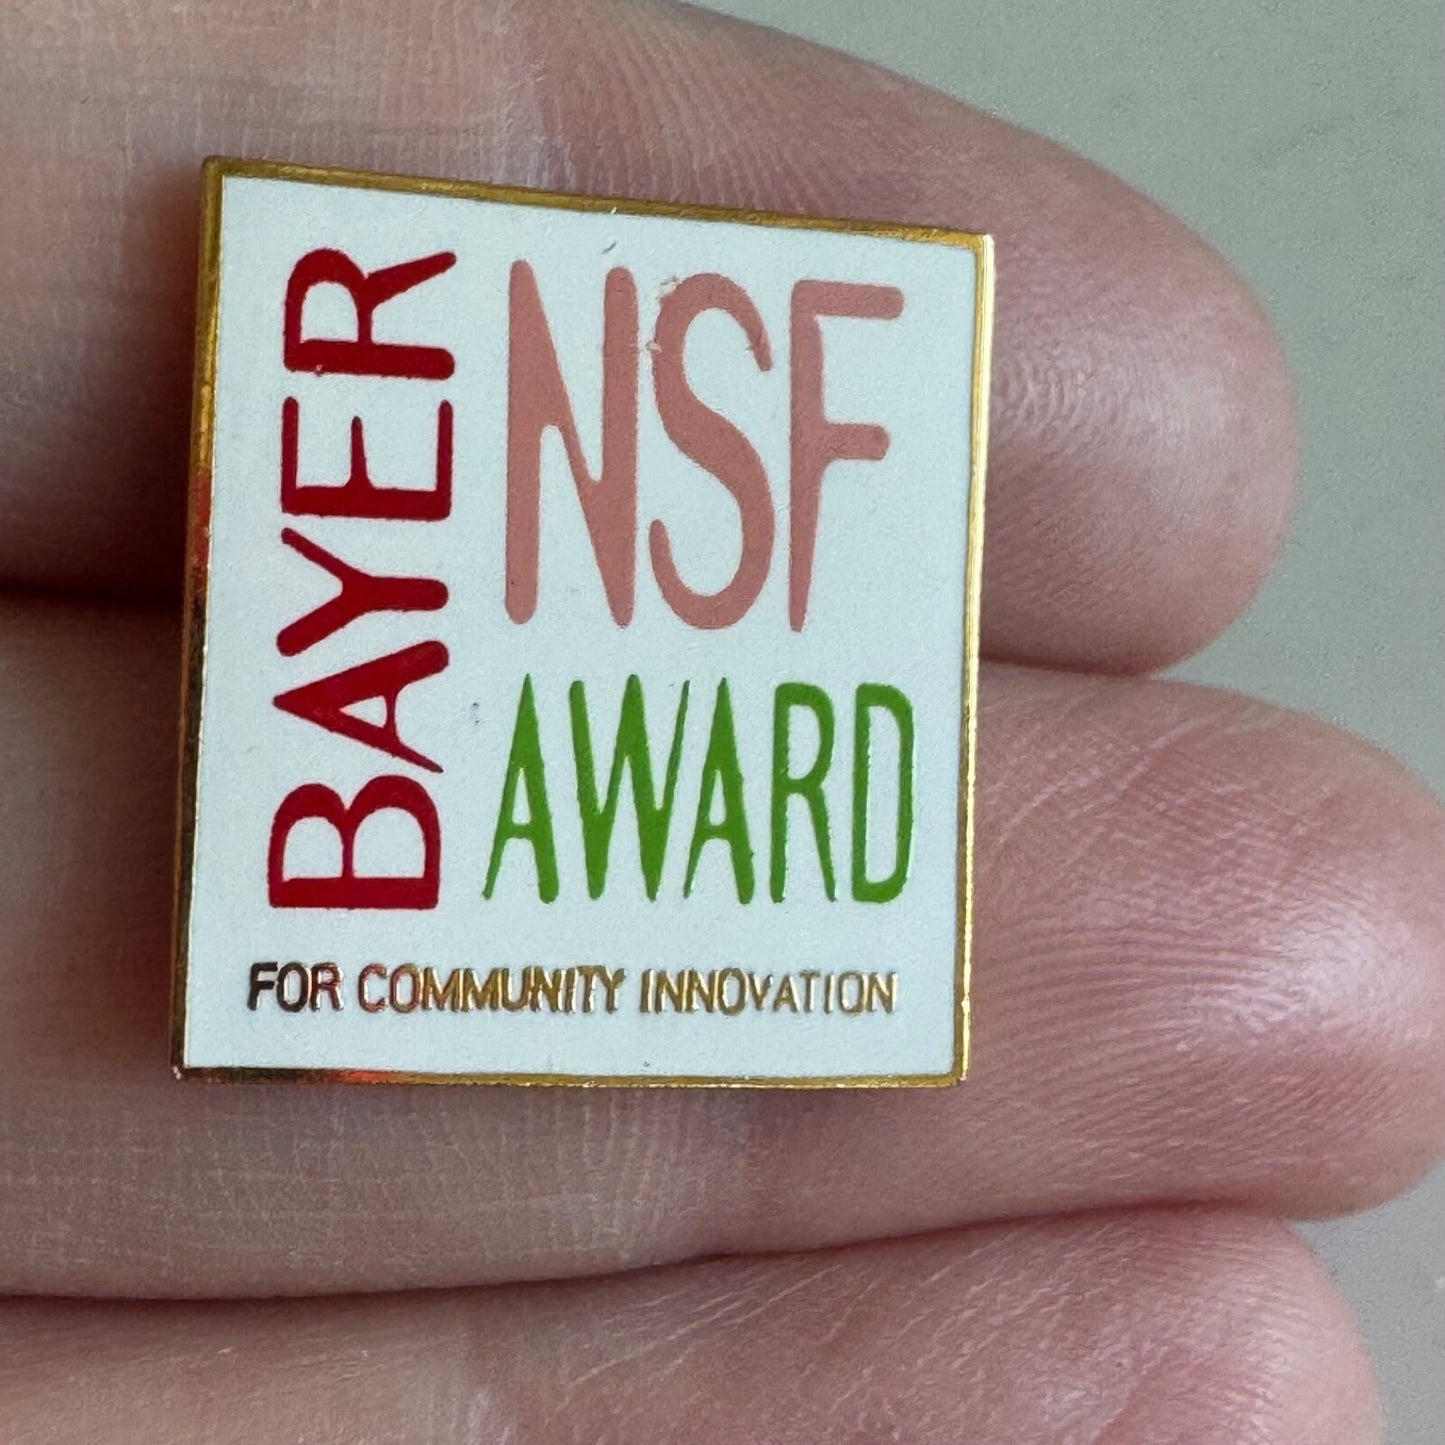 BAYER
NSF
AWARD
FOR COMMUNITY INNOVATION